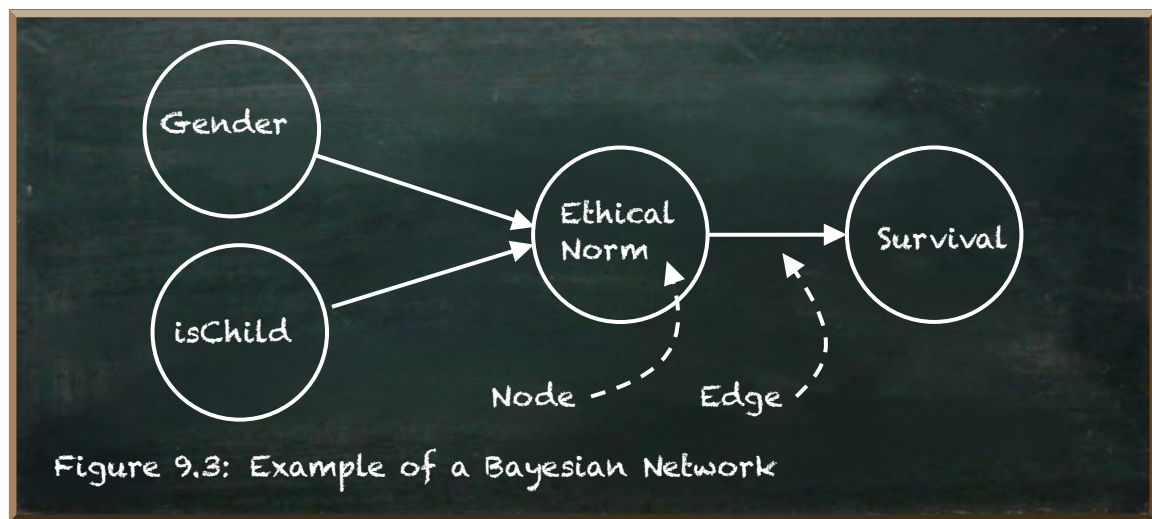 Gender
Ethical
Norm
Survival
isChild
Node
Edge
Figure 9.3: Example of a Bayesian Network